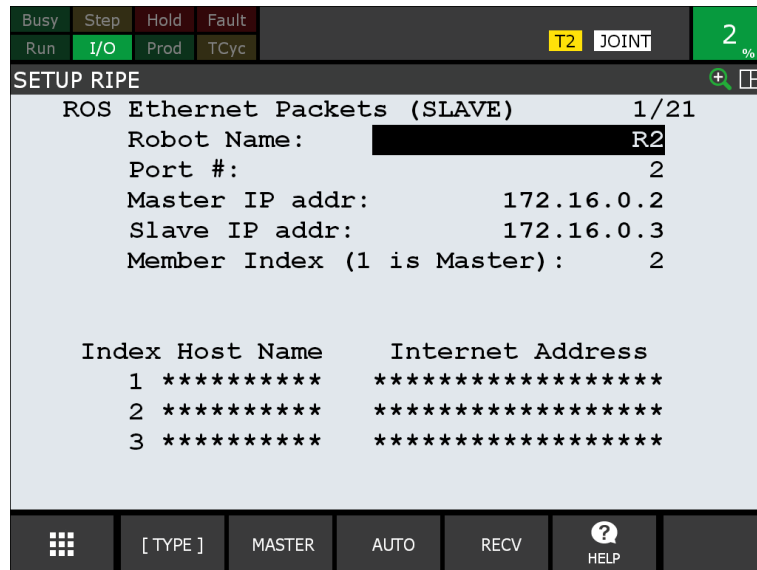 Busy Step Hold Fault
Run I/O Prod TCyc T2 JOINT 2 %
SETUP RIPE
ROS Ethernet Packets (SLAVE) 1/21
Robot Name: R2
Port #: 2
Master IP addr: 172.16.0.2
Slave IP addr: 172.16.0.3
Member Index (1 is Master): 2
Index Host Name Internet Address
1 ********** ******************
2 ********** ******************
3 ********** ******************
[ TYPE ] MASTER AUTO RECV ? HELP